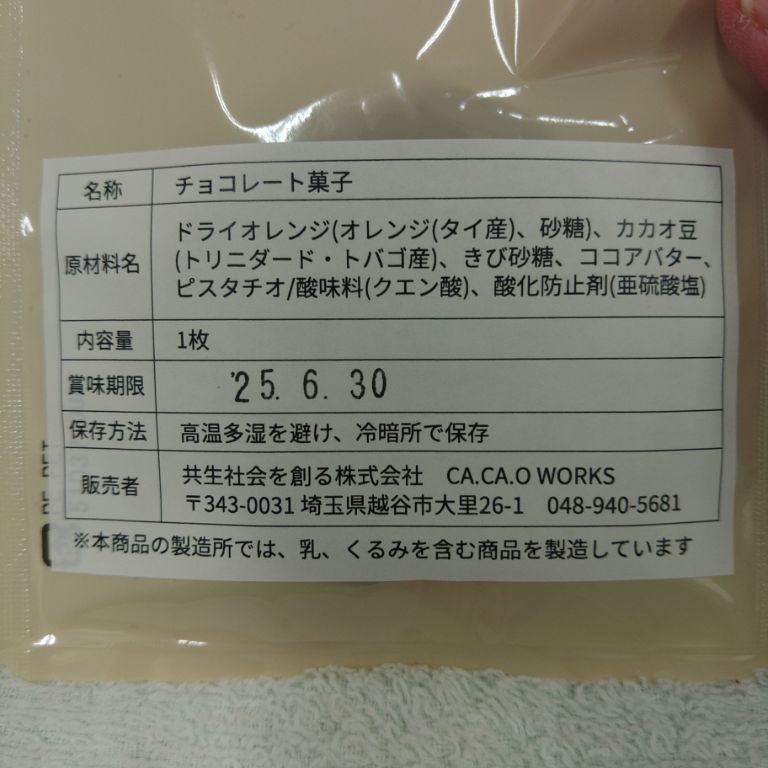 名称 チョコレート菓子
原材料名 ドライオレンジ(オレンジ(タイ産)、砂糖)、カカオ豆
(トリニダード・トバゴ産)、きび砂糖、ココアバター、
ピスタチオ/酸味料(クエン酸)、酸化防止剤(亜硫酸塩)
内容量 1枚
賞味期限 '25. 6. 30
保存方法 高温多湿を避け、冷暗所で保存
販売者 共生社会を創る株式会社 CA.CA.O WORKS
〒343-0031 埼玉県越谷市大里26-1 048-940-5681
※本商品の製造所では、乳、くるみを含む商品を製造しています